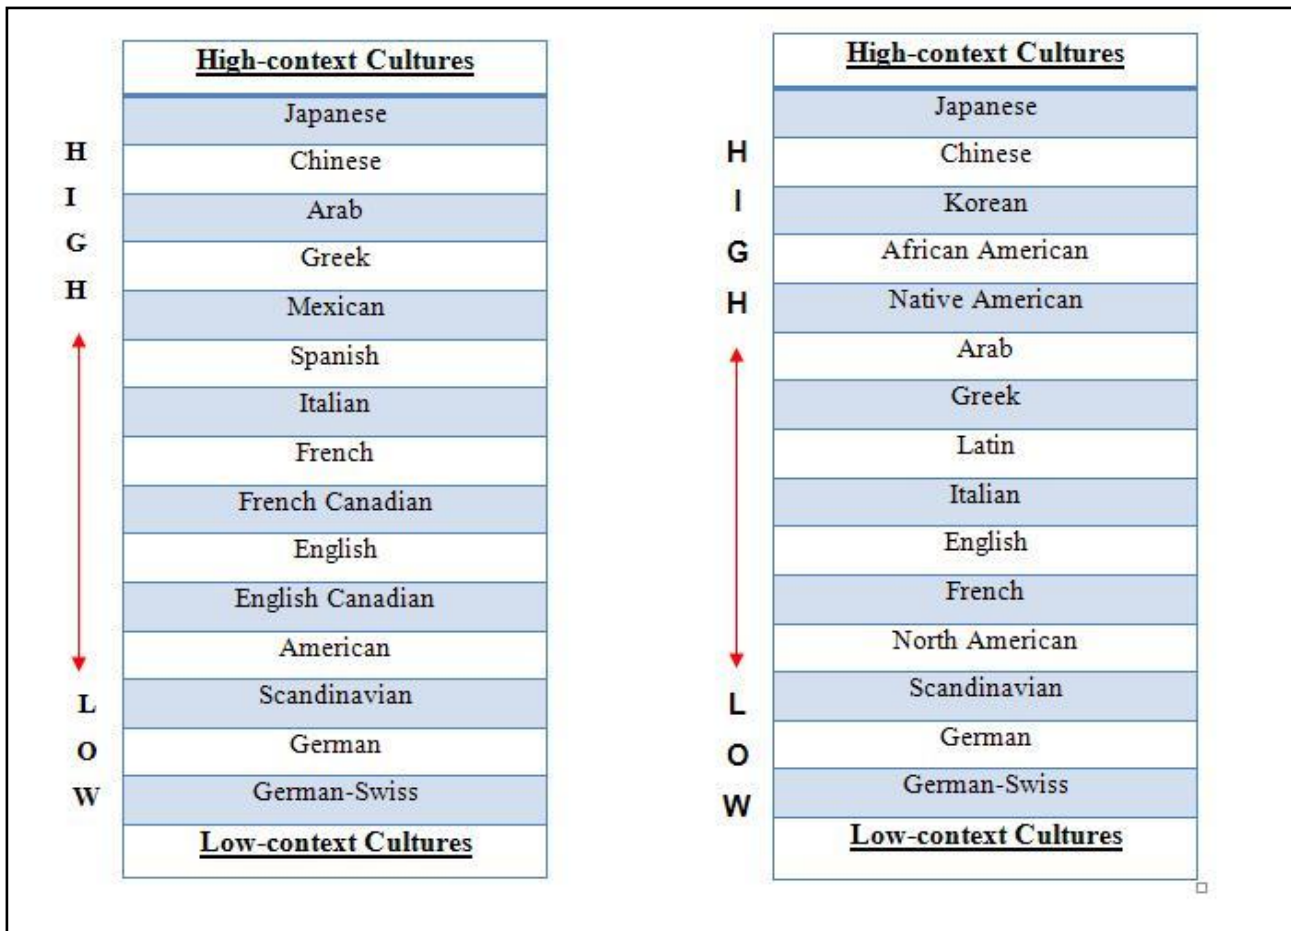 High-context Cultures
Japanese
Chinese
Arab
Greek
Mexican
Spanish
Italian
French
French Canadian
English
English Canadian
American
Scandinavian
German
German-Swiss
Low-context Cultures
H
I
G
H
L
O
W
High-context Cultures
Japanese
Chinese
Korean
African American
Native American
Arab
Greek
Latin
Italian
English
French
North American
Scandinavian
German
German-Swiss
Low-context Cultures
H
I
G
H
L
O
W